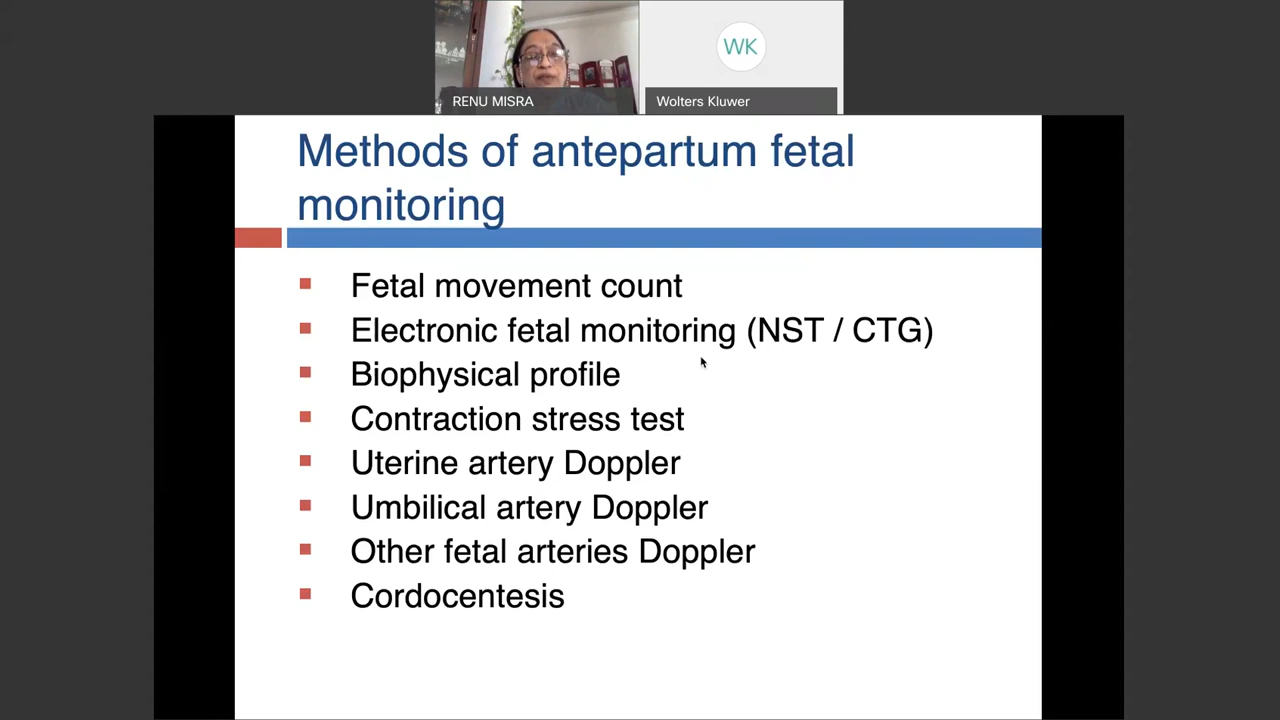 WK
RENU MISRA
Wolters Kluwer
Methods of antepartum fetal
monitoring
Fetal movement count
Electronic fetal monitoring (NST / CTG)
Biophysical profile
Contraction stress test
Uterine artery Doppler
Umbilical artery Doppler
Other fetal arteries Doppler
Cordocentesis